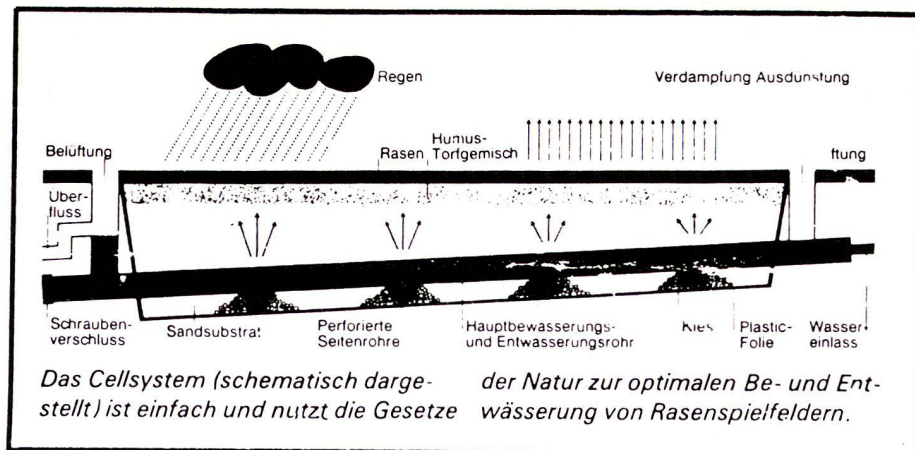 Regen
Verdampfung Ausdunstung
Belüftung
Rasen
Humus-
Torfgemisch
ftung
Über-
fluss
Schrauben-
verschluss
Sandsubstrat
Perforierte
Seitenrohre
Hauptbewasserungs-
und Entwasserungsrohr
Kies
Plastic-
Folie
Wasser
einlass
Das Cellsystem (schematisch darge-
stellt) ist einfach und nutzt die Gesetze
der Natur zur optimalen Be- und Ent-
wässerung von Rasenspielfeldern.